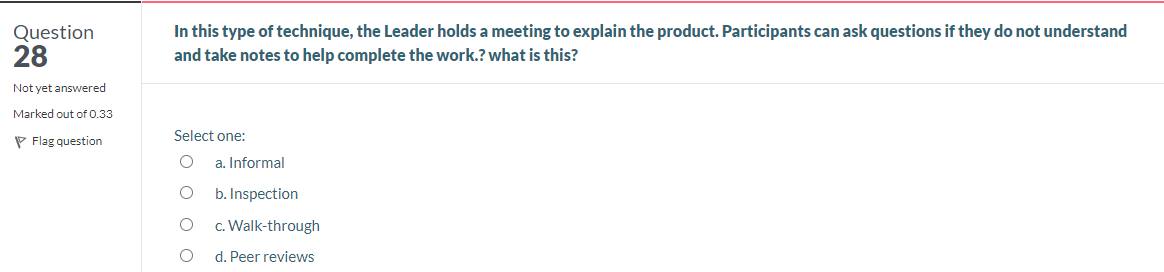 Question
28
Not yet answered
Marked out of 0.33
Flag question
In this type of technique, the Leader holds a meeting to explain the product. Participants can ask questions if they do not understand
and take notes to help complete the work.? what is this?
Select one:
a. Informal
b. Inspection
c. Walk-through
d. Peer reviews